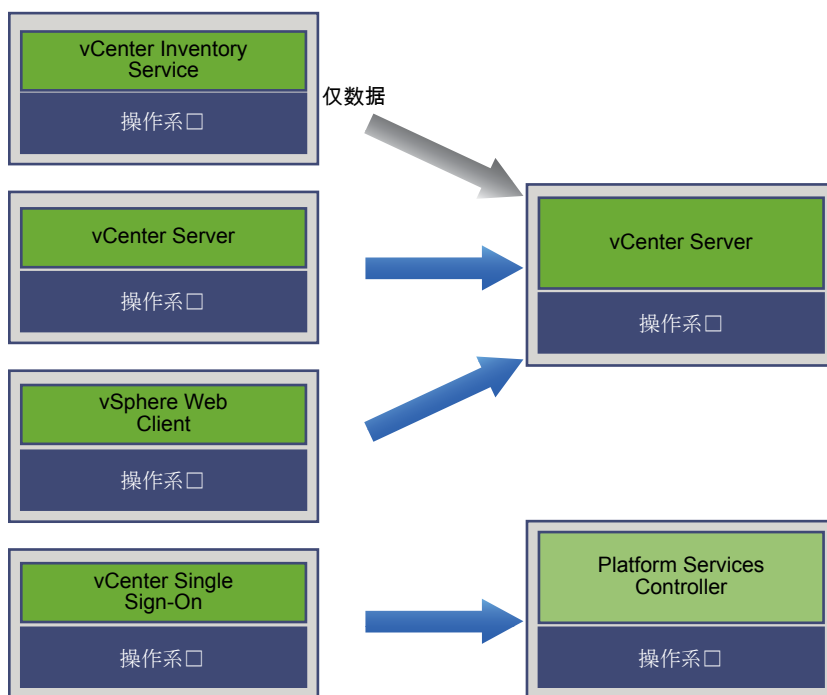 vCenter Inventory
Service
操作系□
仅数据
vCenter Server
操作系□
vSphere Web
Client
操作系□
vCenter Single
Sign-On
操作系□
vCenter Server
操作系□
Platform Services
Controller
操作系□